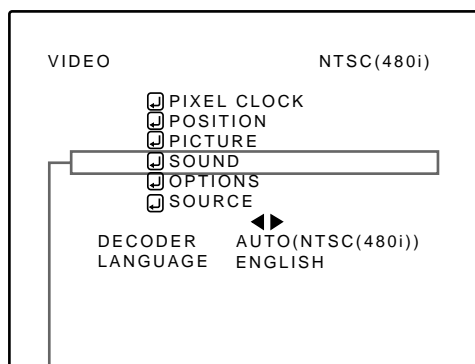 VIDEO NTSC(480i)
PIXEL CLOCK
POSITION
PICTURE
SOUND
OPTIONS
SOURCE
DECODER AUTO(NTSC(480i))
LANGUAGE ENGLISH